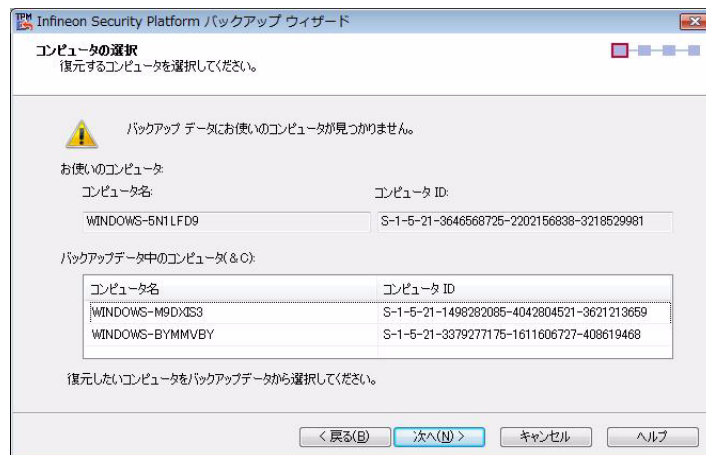 Infineon Security Platform バックアップ ウィザード
コンピュータの選択
復元するコンピュータを選択してください。
バックアップ データにお使いのコンピュータが見つかりません。
お使いのコンピュータ:
コンピュータ名: コンピュータ ID:
WINDOWS-5N1LFD9 S-1-5-21-3646568725-2202156838-3218529981
バックアップデータ中のコンピュータ(&C):
コンピュータ名 コンピュータ ID
WINDOWS-M9DXIS3 S-1-5-21-1498282085-4042804521-3621213659
WINDOWS-BYMMVBY S-1-5-21-3379277175-1611606727-408619468
復元したいコンピュータをバックアップデータから選択してください。
< 戻る(B) 次へ(N) > キャンセル ヘルプ